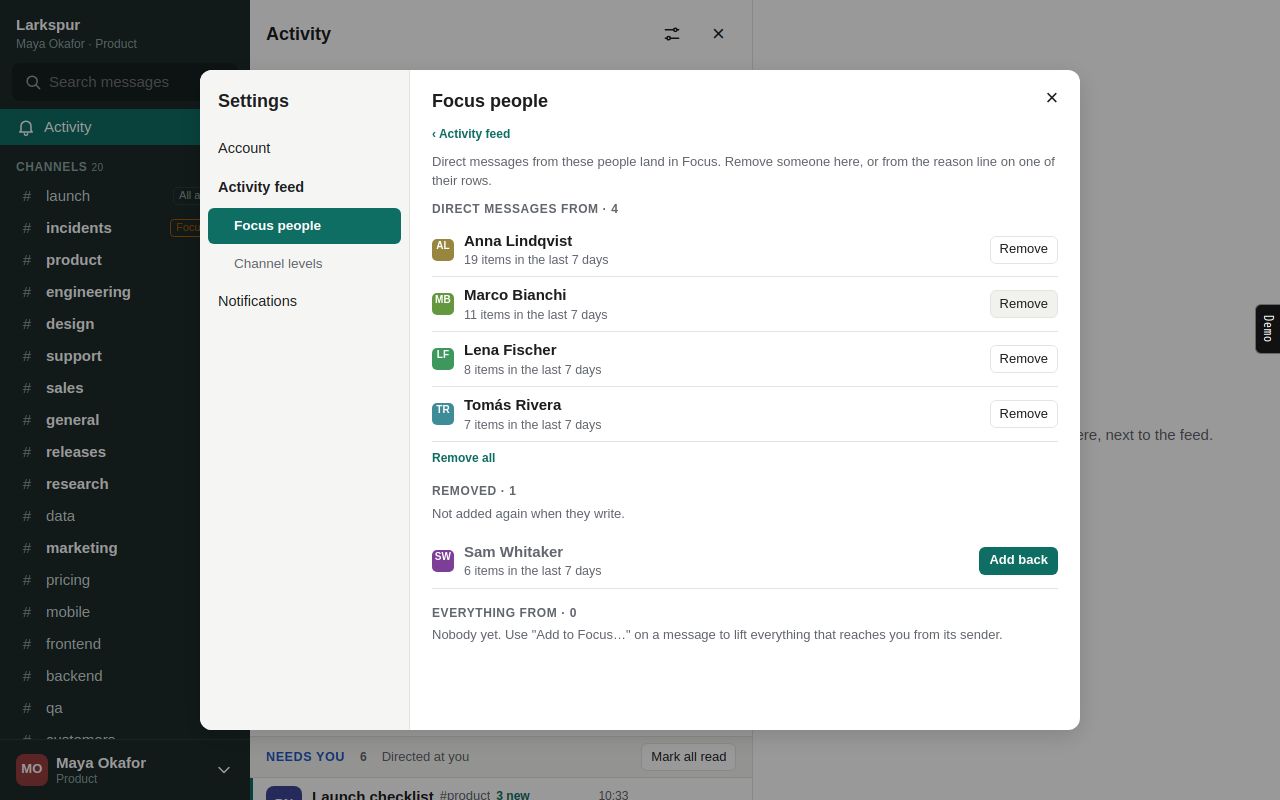 Larkspur
Maya Okafor · Product
Search messages
Activity
CHANNELS 20
# launch
# incidents
# product
# engineering
# design
# support
# sales
# general
# releases
# research
# data
# marketing
# pricing
# mobile
# frontend
# backend
# qa
# customers
MO
Maya Okafor
Product
Activity
×
Settings
Account
Activity feed
Focus people
Channel levels
Notifications
Focus people
×
‹ Activity feed
Direct messages from these people land in Focus. Remove someone here, or from the reason line on one of
their rows.
DIRECT MESSAGES FROM · 4
AL
Anna Lindqvist
19 items in the last 7 days
Remove
MB
Marco Bianchi
11 items in the last 7 days
Remove
LF
Lena Fischer
8 items in the last 7 days
Remove
TR
Tomás Rivera
7 items in the last 7 days
Remove
Remove all
REMOVED · 1
Not added again when they write.
SW
Sam Whitaker
6 items in the last 7 days
Add back
EVERYTHING FROM · 0
Nobody yet. Use "Add to Focus…" on a message to lift everything that reaches you from its sender.
next to the feed.
Demo
NEEDS YOU 6 Directed at you
Mark all read
Launch checklist #product 3 new 10:33